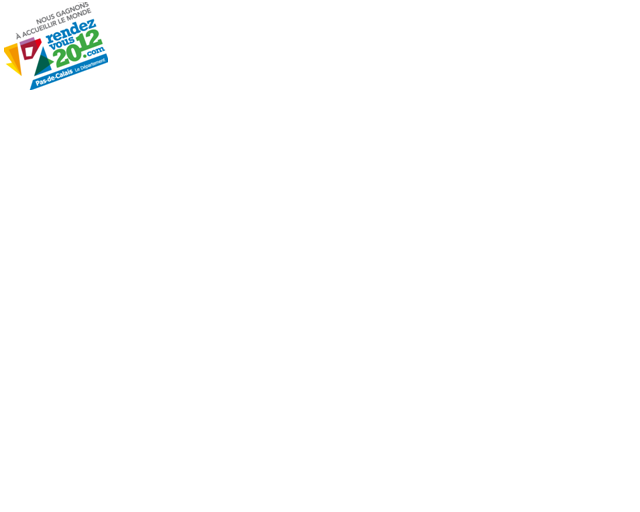 NOUS GAGNONS
À ACCUEILLIR LE MONDE
rendez
vous
2012
.com
Pas-de-Calais Le Département